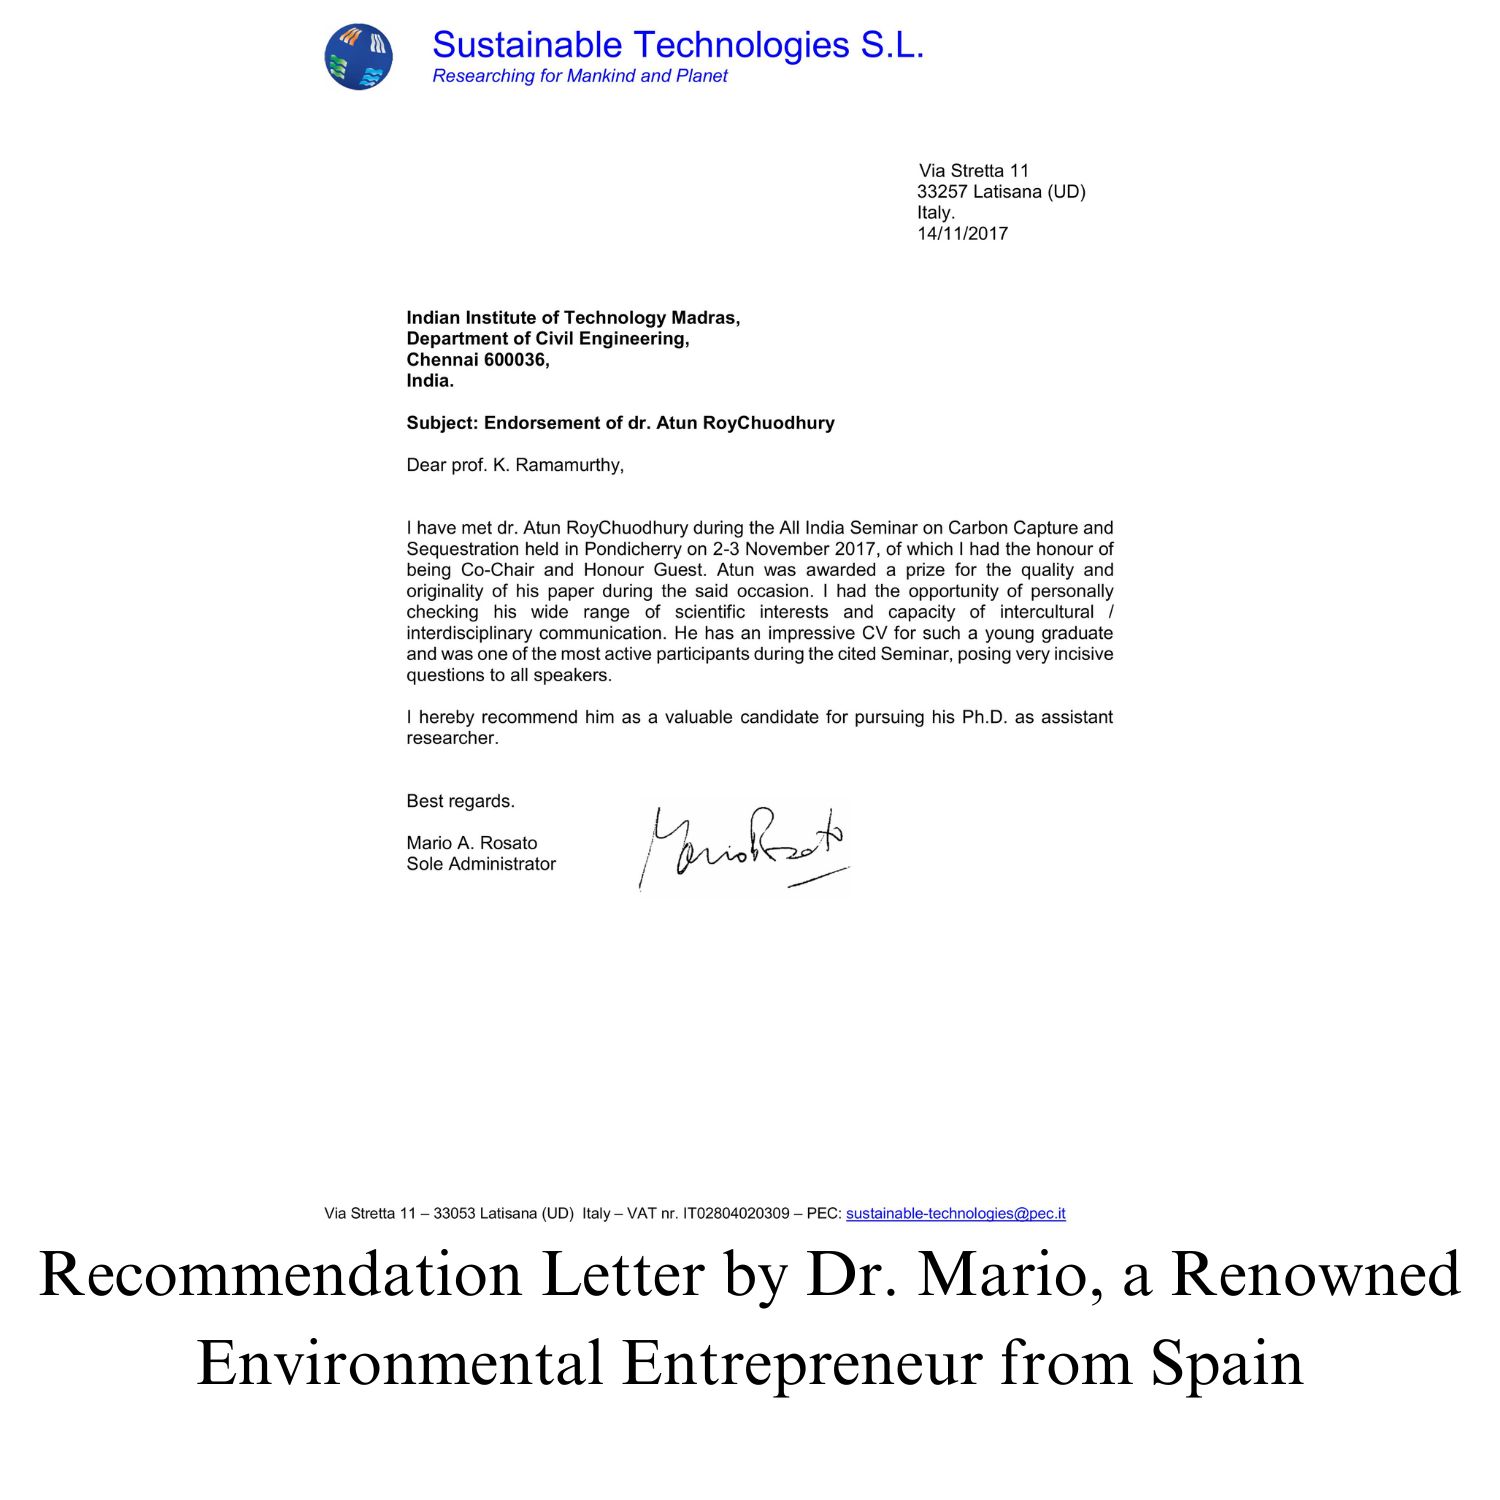 Sustainable Technologies S.L.
Researching for Mankind and Planet
Via Stretta 11
33257 Latisana (UD)
Italy.
14/11/2017
Indian Institute of Technology Madras,
Department of Civil Engineering,
Chennai 600036,
India.
Subject: Endorsement of dr. Atun RoyChuodhury
Dear prof. K. Ramamurthy,
I have met dr. Atun RoyChuodhury during the All India Seminar on Carbon Capture and
Sequestration held in Pondicherry on 2-3 November 2017, of which I had the honour of
being Co-Chair and Honour Guest. Atun was awarded a prize for the quality and
originality of his paper during the said occasion. I had the opportunity of personally
checking his wide range of scientific interests and capacity of intercultural /
interdisciplinary communication. He has an impressive CV for such a young graduate
and was one of the most active participants during the cited Seminar, posing very incisive
questions to all speakers.
I hereby recommend him as a valuable candidate for pursuing his Ph.D. as assistant
researcher.
Best regards.
Mario A. Rosato
Sole Administrator
Mario Rosato
Via Stretta 11 – 33053 Latisana (UD) Italy – VAT nr. IT02804020309 – PEC: sustainable-technologies@pec.it
Recommendation Letter by Dr. Mario, a Renowned
Environmental Entrepreneur from Spain